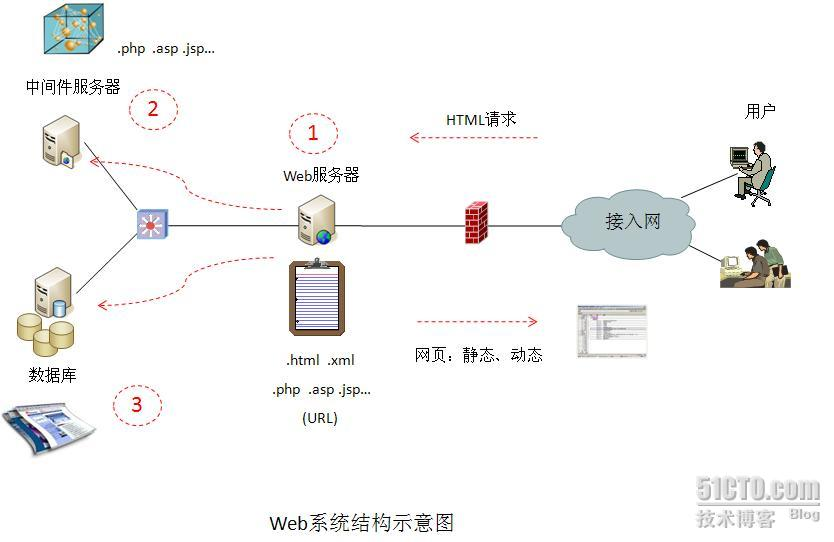 .php .asp .jsp...
中间件服务器
2
1
HTML请求
用户
Web服务器
接入网
.html .xml
网页：静态、动态
数据库
.php .asp .jsp...
3
(URL)
51CTO.com
技术博客 Blog
Web系统结构示意图